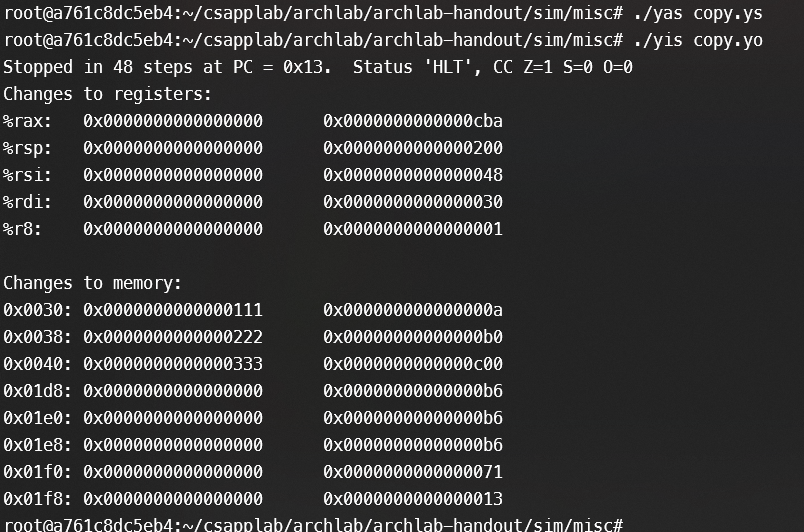 root@a761c8dc5eb4:~/csapplab/archlab/archlab-handout/sim/misc# ./yas copy.ys
root@a761c8dc5eb4:~/csapplab/archlab/archlab-handout/sim/misc# ./yis copy.yo
Stopped in 48 steps at PC = 0x13.  Status 'HLT', CC Z=1 S=0 O=0
Changes to registers:
%rax:   0x0000000000000000      0x0000000000000cba
%rsp:   0x0000000000000000      0x0000000000000200
%rsi:   0x0000000000000000      0x0000000000000048
%rdi:   0x0000000000000000      0x0000000000000030
%r8:    0x0000000000000000      0x0000000000000001

Changes to memory:
0x0030: 0x0000000000000111      0x000000000000000a
0x0038: 0x0000000000000222      0x00000000000000b0
0x0040: 0x0000000000000333      0x0000000000000c00
0x01d8: 0x0000000000000000      0x00000000000000b6
0x01e0: 0x0000000000000000      0x00000000000000b6
0x01e8: 0x0000000000000000      0x00000000000000b6
0x01f0: 0x0000000000000000      0x0000000000000071
0x01f8: 0x0000000000000000      0x0000000000000013
root@a761c8dc5eb4:~/csapplab/archlab/archlab-handout/sim/misc#